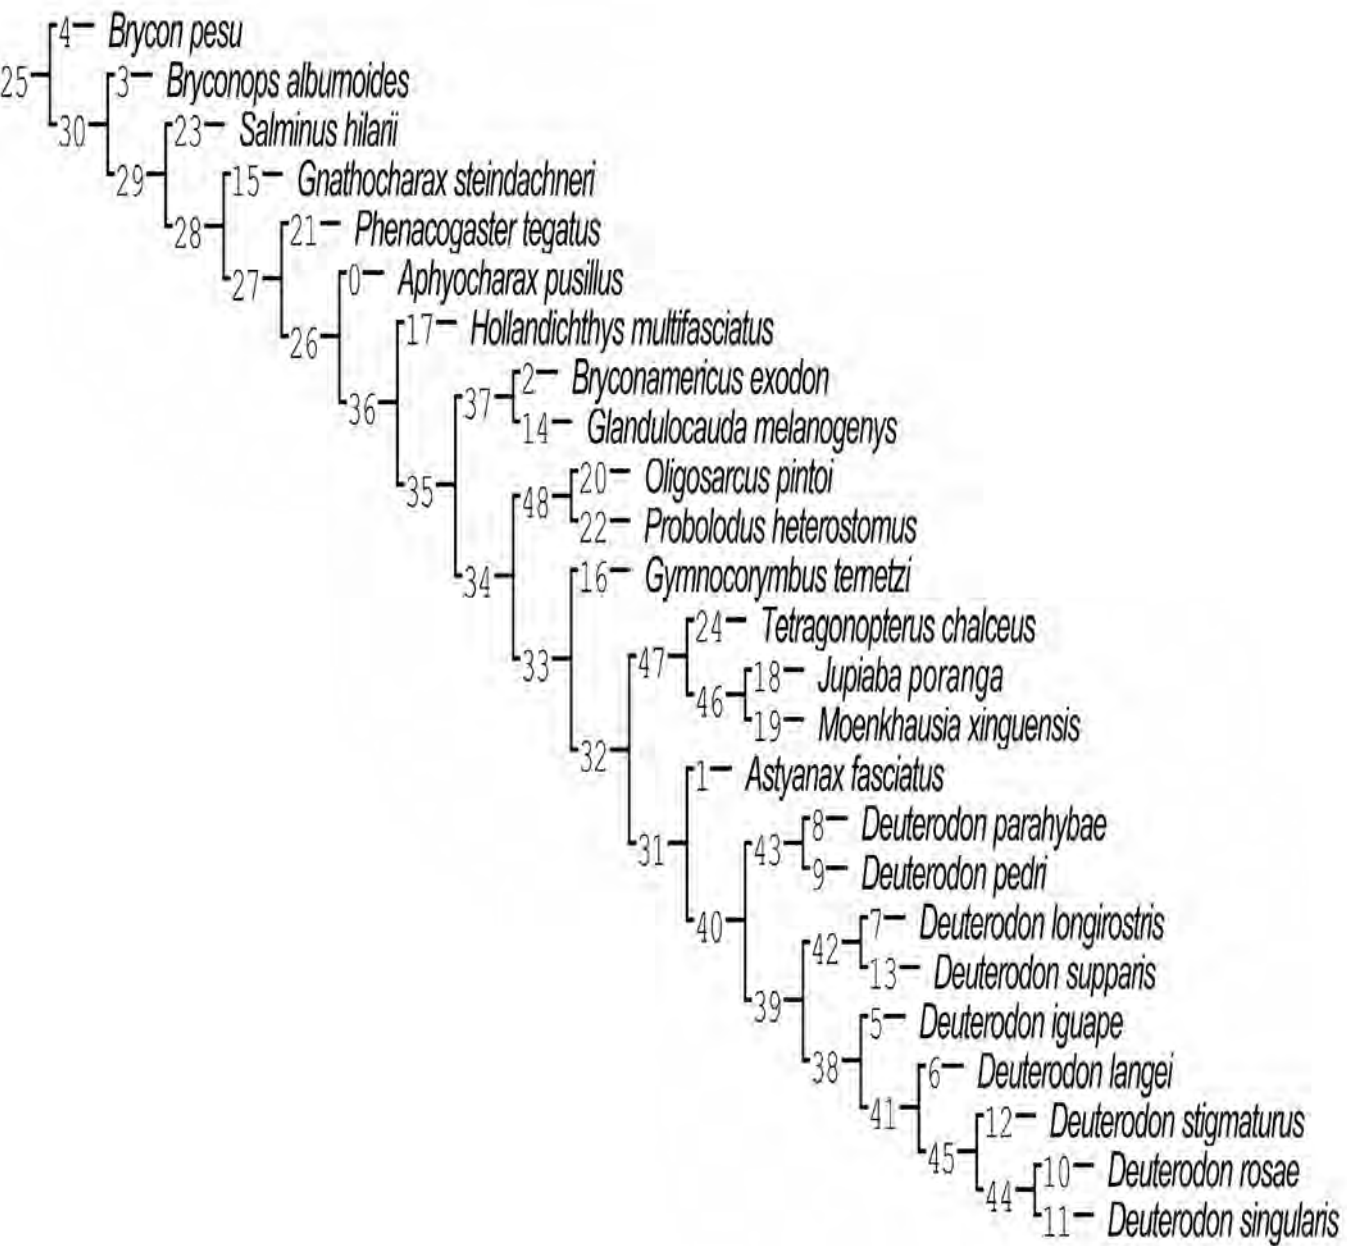 4 Brycon pesu
25
3 Bryconops alburnoides
30
23 Salminus hilarii
29
15 Gnathocharax steindachneri
28
21 Phenacogaster tegatus
27
0 Aphyocharax pusillus
17 Hollandichthys multifasciatus
26
2 Bryconamericus exodon
37
36
14 Glandulocauda melanogenys
20 Oligosarcus pintoi
35
48
22 Probolodus heterostomus
16 Gymnocorymbus ternetzi
34
24 Tetragonopterus chalceus
47
33
18 Jupiaba poranga
46
19 Moenkhausia xinguensis
32
1 Astyanax fasciatus
8 Deuterodon parahybae
31
43
9 Deuterodon pedri
7 Deuterodon longirostris
40
42
13 Deuterodon supparis
39
5 Deuterodon iguape
38
6 Deuterodon langei
41
12 Deuterodon stigmaturus
45
10 Deuterodon rosae
44
11 Deuterodon singularis